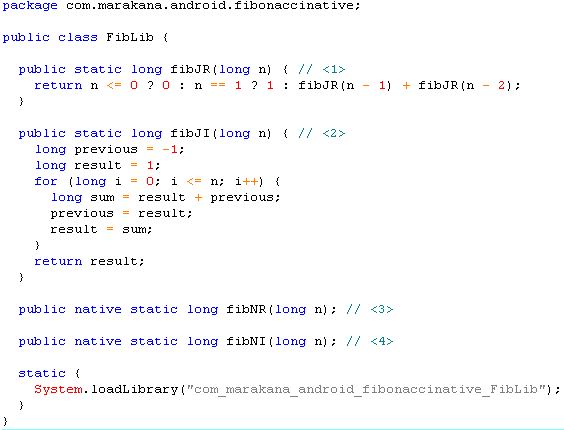 package com.marakana.android.fibonaccinative;
public class FibLib {
public static long fibJR(long n) { // <1>
return n <= 0 ? 0 : n == 1 ? 1 : fibJR(n - 1) + fibJR(n - 2);
}
public static long fibJI(long n) { // <2>
long previous = -1;
long result = 1;
for (long i = 0; i <= n; i++) {
long sum = result + previous;
previous = result;
result = sum;
}
return result;
}
public native static long fibNR(long n); // <3>
public native static long fibNI(long n); // <4>
static {
System.loadLibrary("com_marakana_android_fibonaccinative_FibLib");
}
}